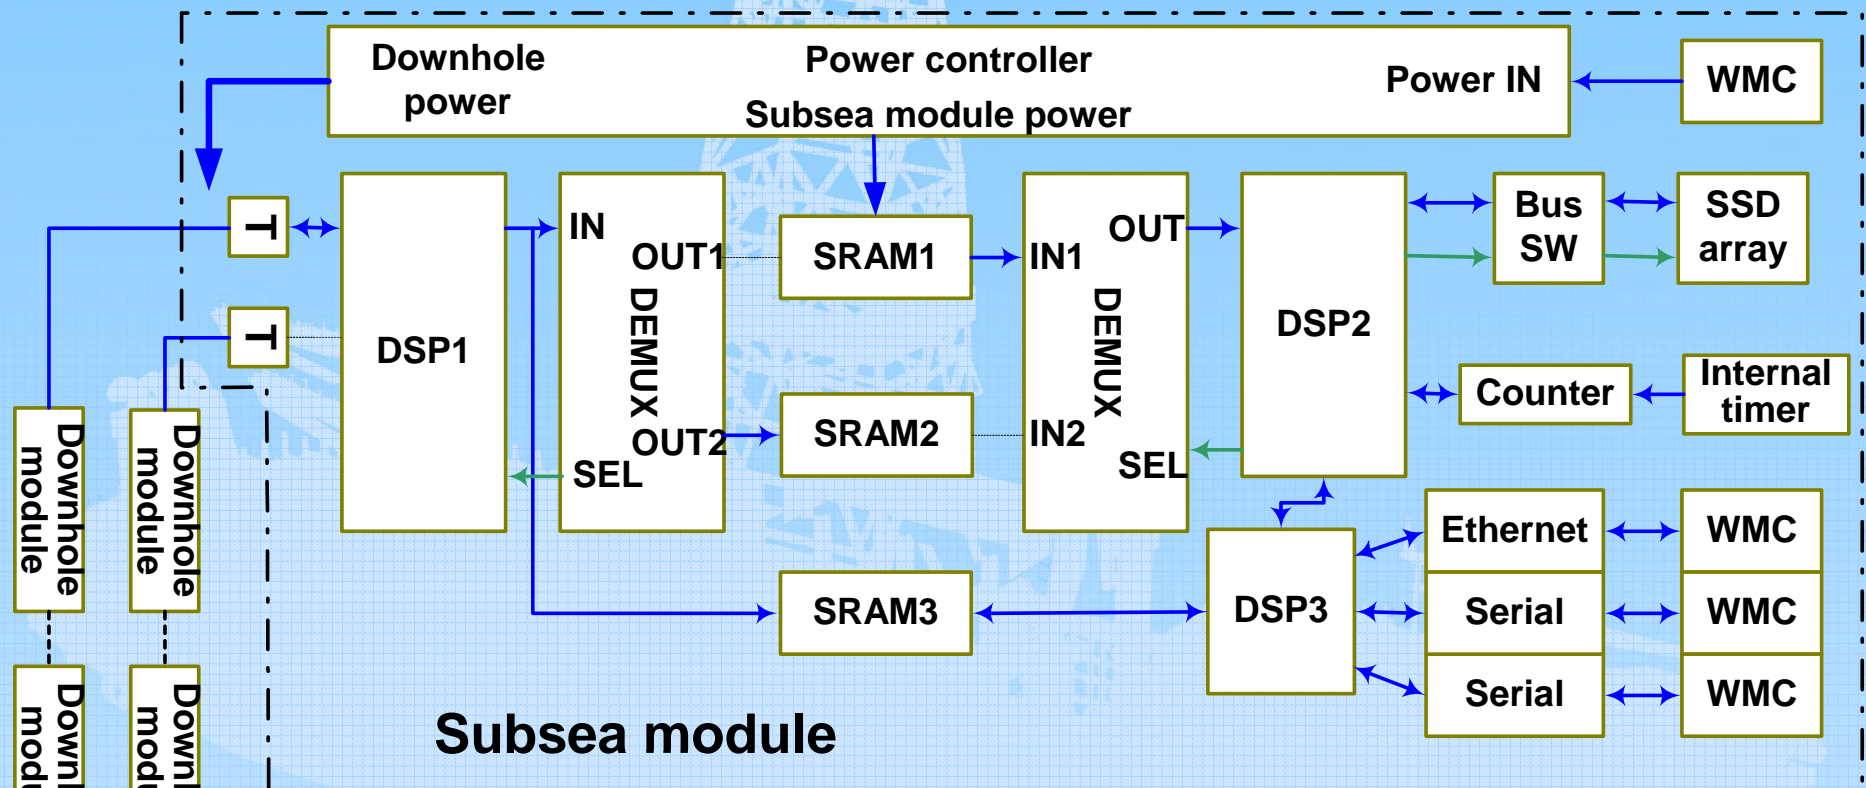 Downhole
power
Power controller
Subsea module power
Power IN
WMC
T
T
DSP1
IN
OUT1
DEMUX
OUT2
SEL
SRAM1
SRAM2
SRAM3
IN1
OUT
DEMUX
IN2
SEL
DSP2
Bus
SW
SSD
array
Counter
Internal
timer
DSP3
Ethernet
WMC
Serial
WMC
Serial
WMC
Downhole
module
Downhole
module
Subsea module